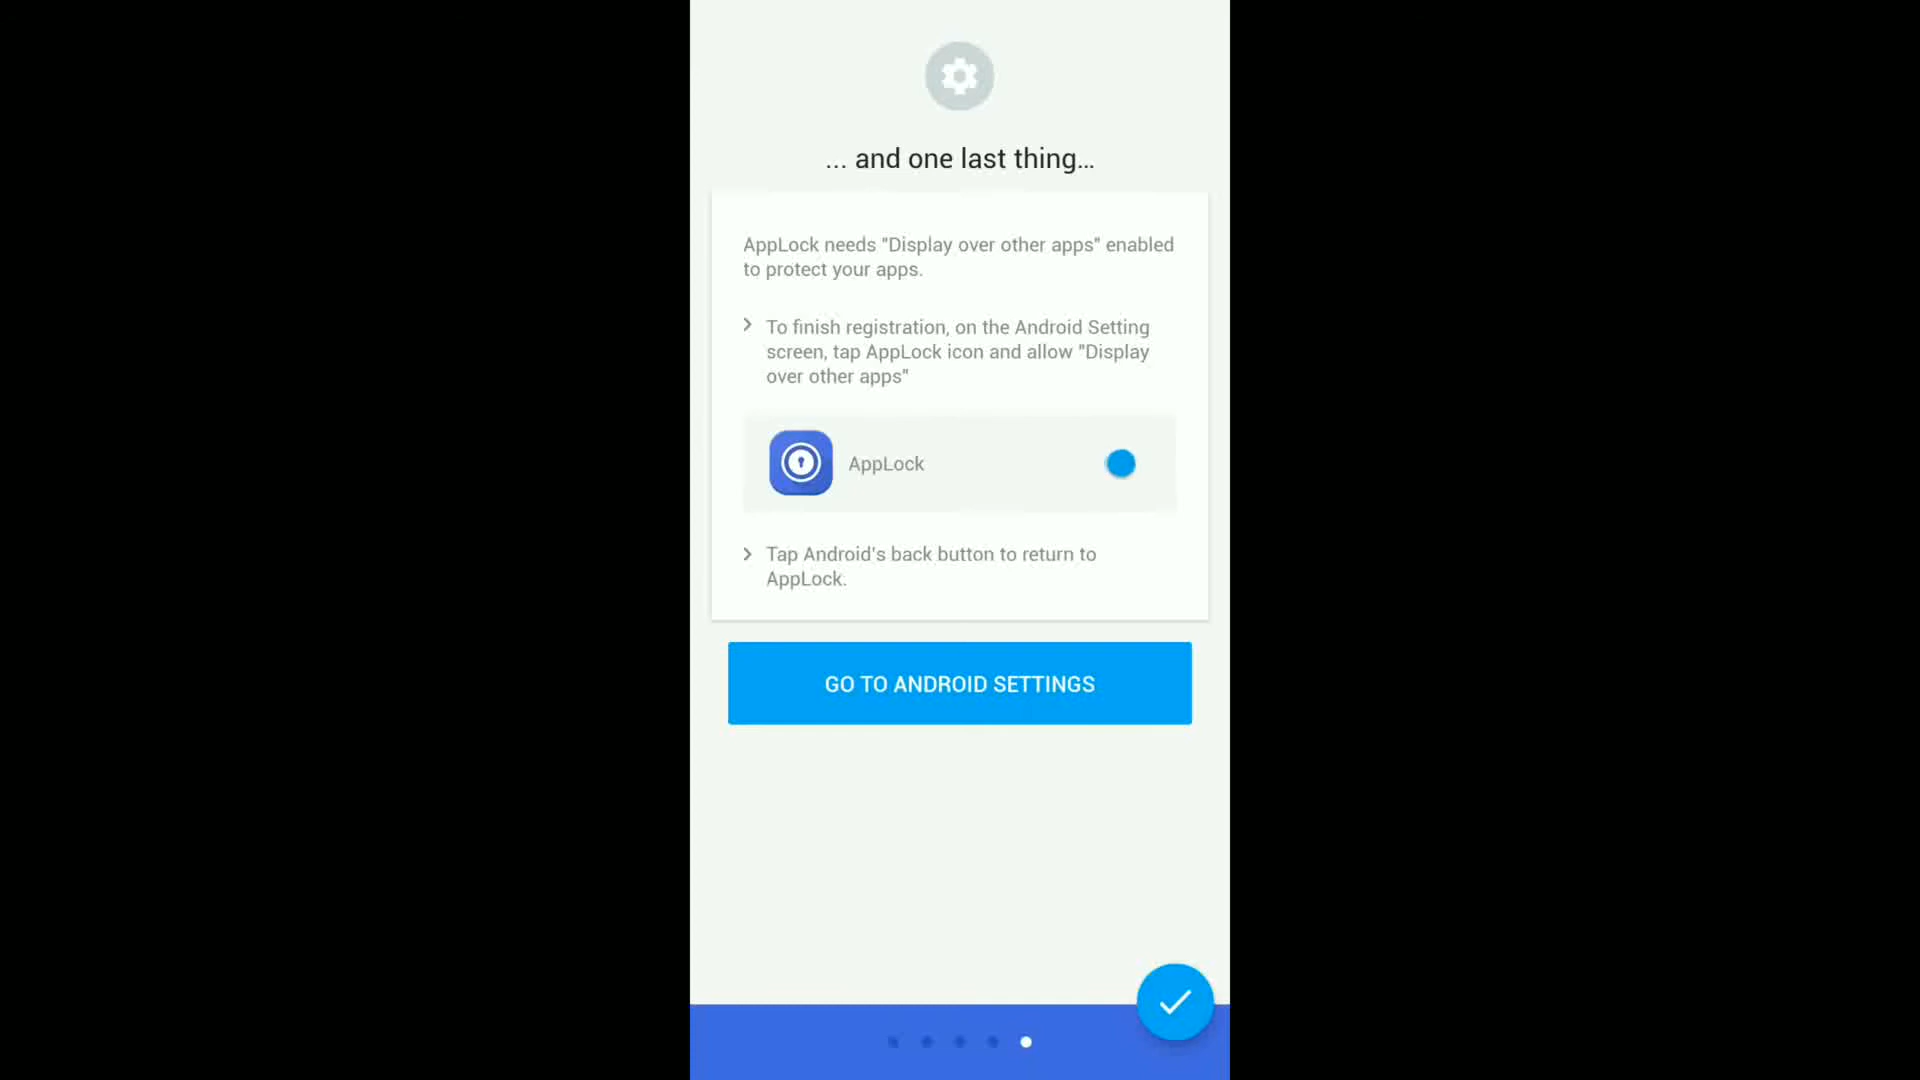 ... and one last thing...
AppLock needs "Display over other apps" enabled
to protect your apps.
To finish registration, on the Android Setting
screen, tap AppLock icon and allow "Display
over other apps"
AppLock
Tap Android's back button to return to
AppLock.
GO TO ANDROID SETTINGS